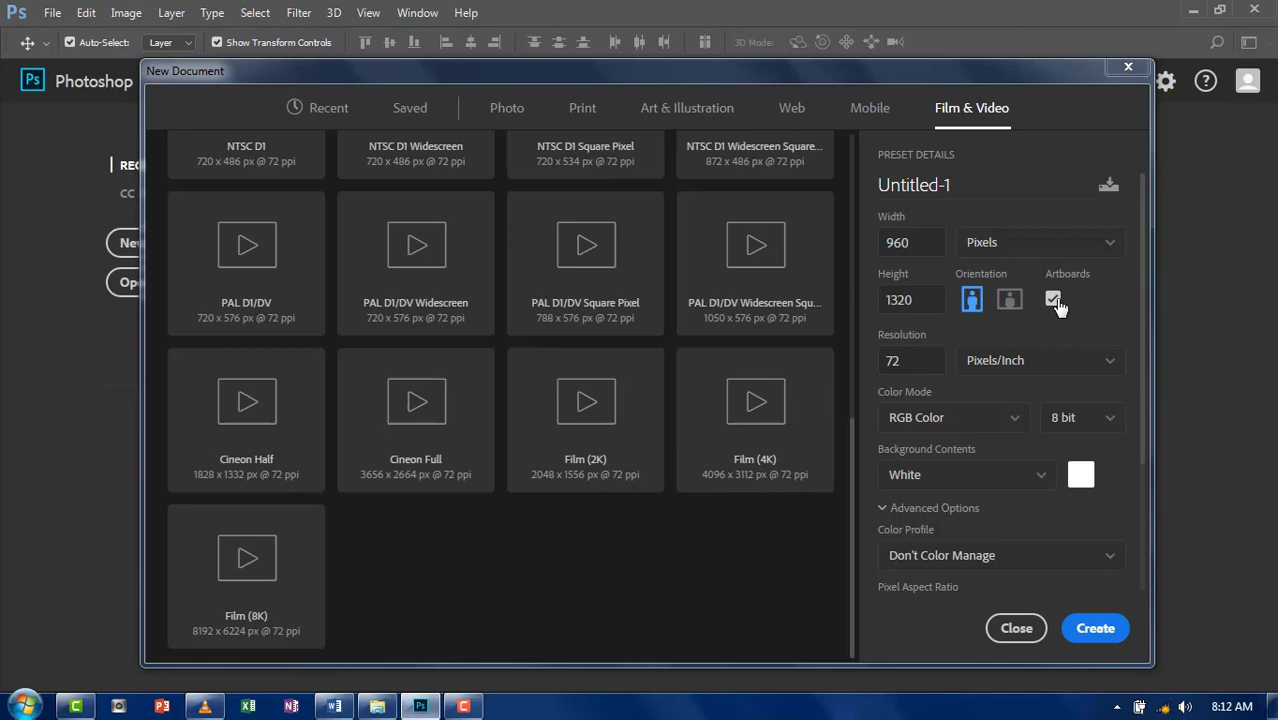 Ps File Edit Image Layer Type Select Filter 3D View Window Help
Auto-Select: Layer Show Transform Controls 3D Mode:
Ps Photoshop
New Document
Recent Saved Photo Print Art & Illustration Web Mobile Film & Video
NTSC D1
720 x 486 px @ 72 ppi
NTSC D1 Widescreen
720 x 486 px @ 72 ppi
NTSC D1 Square Pixel
720 x 534 px @ 72 ppi
NTSC D1 Widescreen Square...
872 x 486 px @ 72 ppi
PAL D1/DV
720 x 576 px @ 72 ppi
PAL D1/DV Widescreen
720 x 576 px @ 72 ppi
PAL D1/DV Square Pixel
788 x 576 px @ 72 ppi
PAL D1/DV Widescreen Squ...
1050 x 576 px @ 72 ppi
Cineon Half
1828 x 1332 px @ 72 ppi
Cineon Full
3656 x 2664 px @ 72 ppi
Film (2K)
2048 x 1556 px @ 72 ppi
Film (4K)
4096 x 3112 px @ 72 ppi
Film (8K)
8192 x 6224 px @ 72 ppi
PRESET DETAILS
Untitled-1
Width
960 Pixels
Height Orientation Artboards
1320
Resolution
72 Pixels/Inch
Color Mode
RGB Color 8 bit
Background Contents
White
Advanced Options
Color Profile
Don't Color Manage
Pixel Aspect Ratio
Close Create
CC
8:12 AM